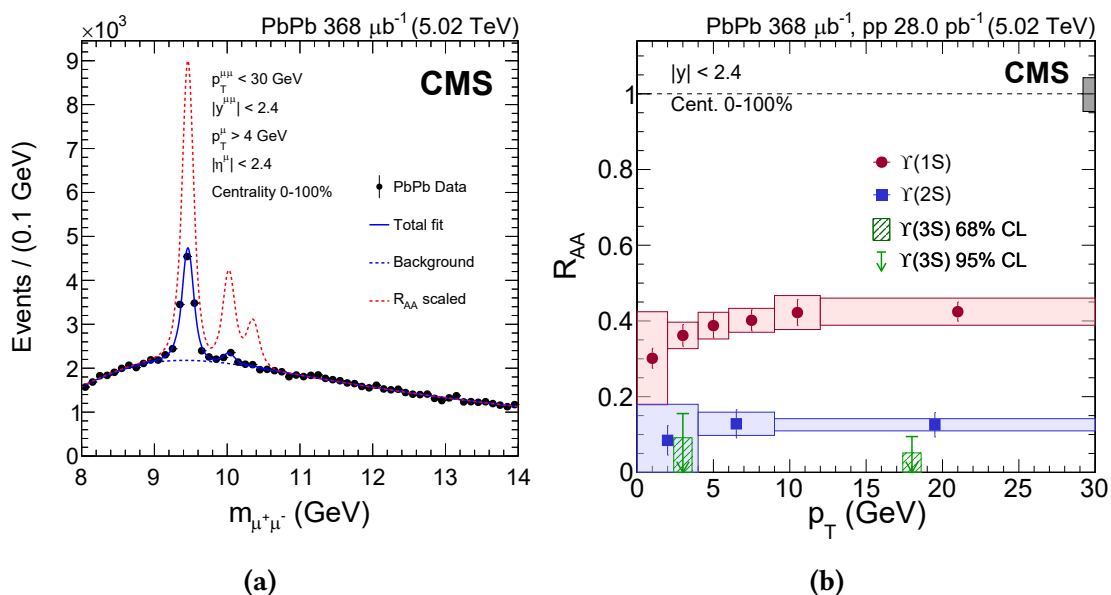 PbPb 368 μb⁻¹ (5.02 TeV)
×10³
CMS
p_T^μμ < 30 GeV
|y^μμ| < 2.4
p_T^μ > 4 GeV
|η^μ| < 2.4
Centrality 0-100%
PbPb Data
Total fit
Background
R_AA scaled
Events / (0.1 GeV)
9
8
7
6
5
4
3
2
1
0
8 9 10 11 12 13 14
m_μ⁺μ⁻ (GeV)
(a)
PbPb 368 μb⁻¹, pp 28.0 pb⁻¹ (5.02 TeV)
|y| < 2.4
CMS
Cent. 0-100%
ϒ(1S)
ϒ(2S)
ϒ(3S) 68% CL
ϒ(3S) 95% CL
R_AA
1
0.8
0.6
0.4
0.2
0
0 5 10 15 20 25 30
p_T (GeV)
(b)